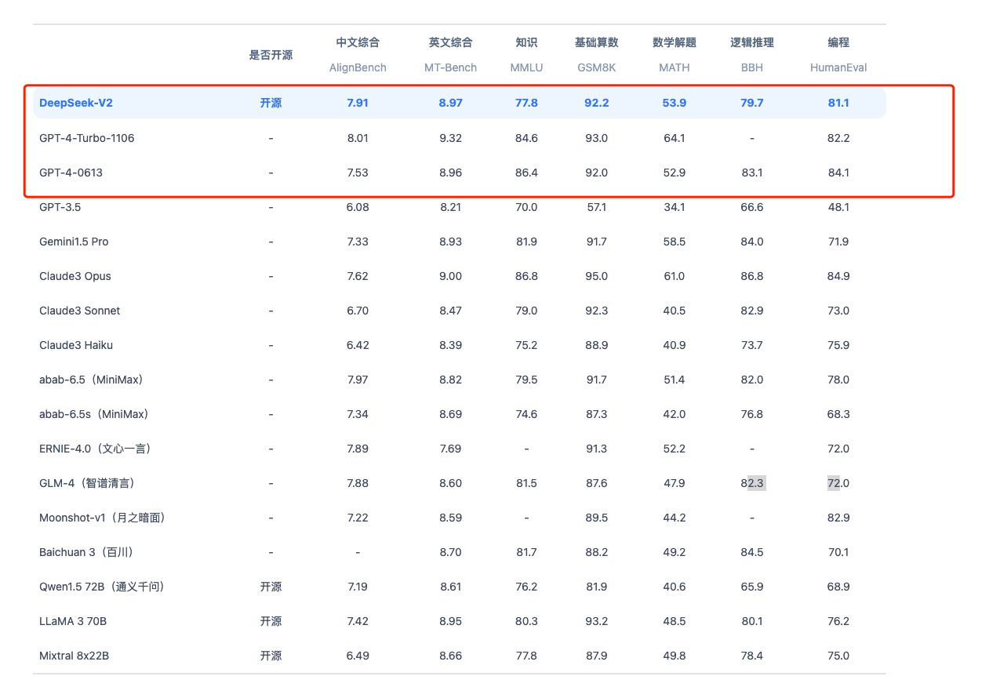 是否开源 中文综合 英文综合 知识 基础算数 数学解题 逻辑推理 编程
AlignBench MT-Bench MMLU GSM8K MATH BBH HumanEval
DeepSeek-V2 开源 7.91 8.97 77.8 92.2 53.9 79.7 81.1
GPT-4-Turbo-1106 - 8.01 9.32 84.6 93.0 64.1 - 82.2
GPT-4-0613 - 7.53 8.96 86.4 92.0 52.9 83.1 84.1
GPT-3.5 - 6.08 8.21 70.0 57.1 34.1 66.6 48.1
Gemini1.5 Pro - 7.33 8.93 81.9 91.7 58.5 84.0 71.9
Claude3 Opus - 7.62 9.00 86.8 95.0 61.0 86.8 84.9
Claude3 Sonnet - 6.70 8.47 79.0 92.3 40.5 82.9 73.0
Claude3 Haiku - 6.42 8.39 75.2 88.9 40.9 73.7 75.9
abab-6.5（MiniMax） - 7.97 8.82 79.5 91.7 51.4 82.0 78.0
abab-6.5s（MiniMax） - 7.34 8.69 74.6 87.3 42.0 76.8 68.3
ERNIE-4.0（文心一言） - 7.89 7.69 - 91.3 52.2 - 72.0
GLM-4（智谱清言） - 7.88 8.60 81.5 87.6 47.9 82.3 72.0
Moonshot-v1（月之暗面） - 7.22 8.59 - 89.5 44.2 - 82.9
Baichuan 3（百川） - - 8.70 81.7 88.2 49.2 84.5 70.1
Qwen1.5 72B（通义千问） 开源 7.19 8.61 76.2 81.9 40.6 65.9 68.9
LLaMA 3 70B 开源 7.42 8.95 80.3 93.2 48.5 80.1 76.2
Mixtral 8x22B 开源 6.49 8.66 77.8 87.9 49.8 78.4 75.0